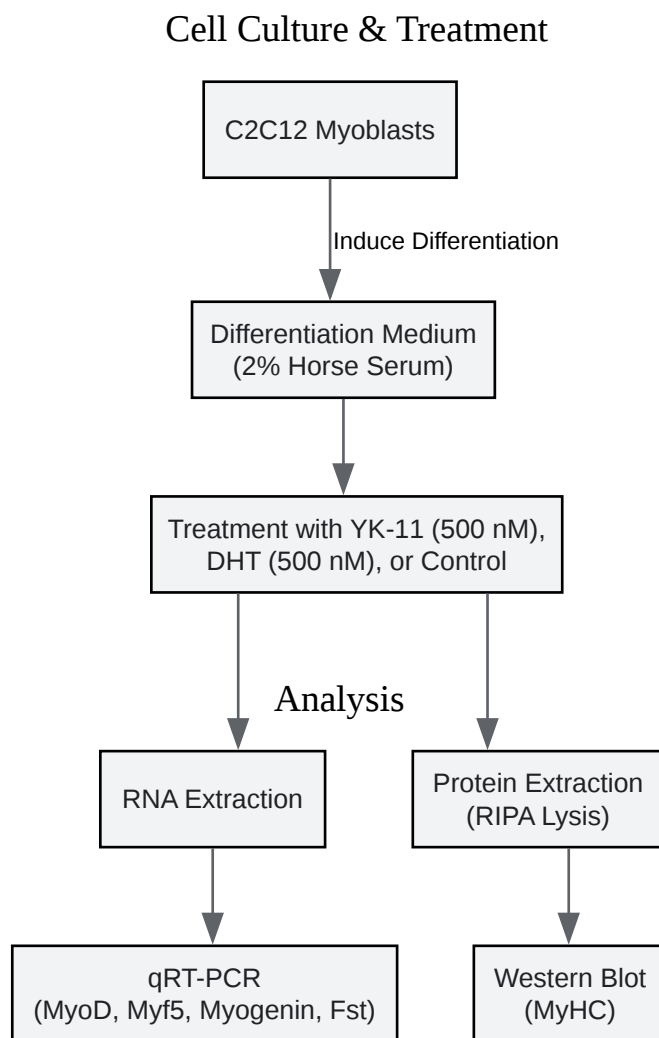 Cell Culture & Treatment
C2C12 Myoblasts
Induce Differentiation
Differentiation Medium
(2% Horse Serum)
Treatment with YK-11 (500 nM),
DHT (500 nM), or Control
Analysis
RNA Extraction
Protein Extraction
(RIPA Lysis)
qRT-PCR
(MyoD, Myf5, Myogenin, Fst)
Western Blot
(MyHC)